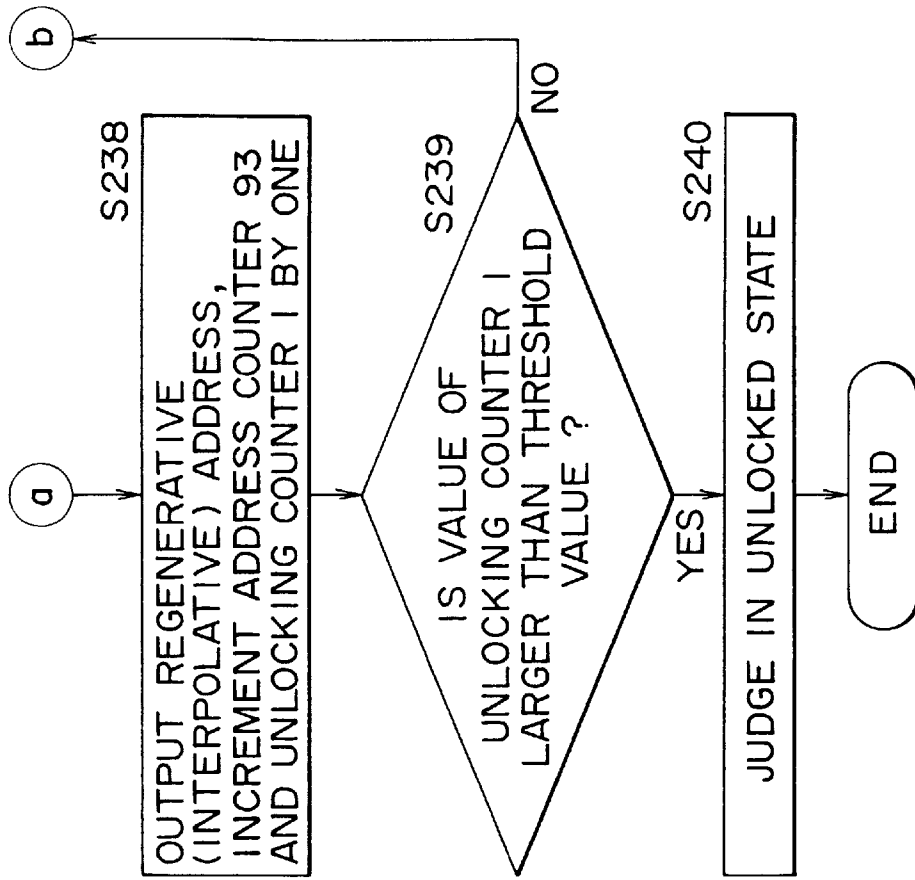 a
b
S238
OUTPUT REGENERATIVE
(INTERPOLATIVE) ADDRESS,
INCREMENT ADDRESS COUNTER 93
AND UNLOCKING COUNTER I BY ONE
S239
IS VALUE OF
UNLOCKING COUNTER I
LARGER THAN THRESHOLD
VALUE ?
NO
YES
S240
JUDGE IN UNLOCKED STATE
END